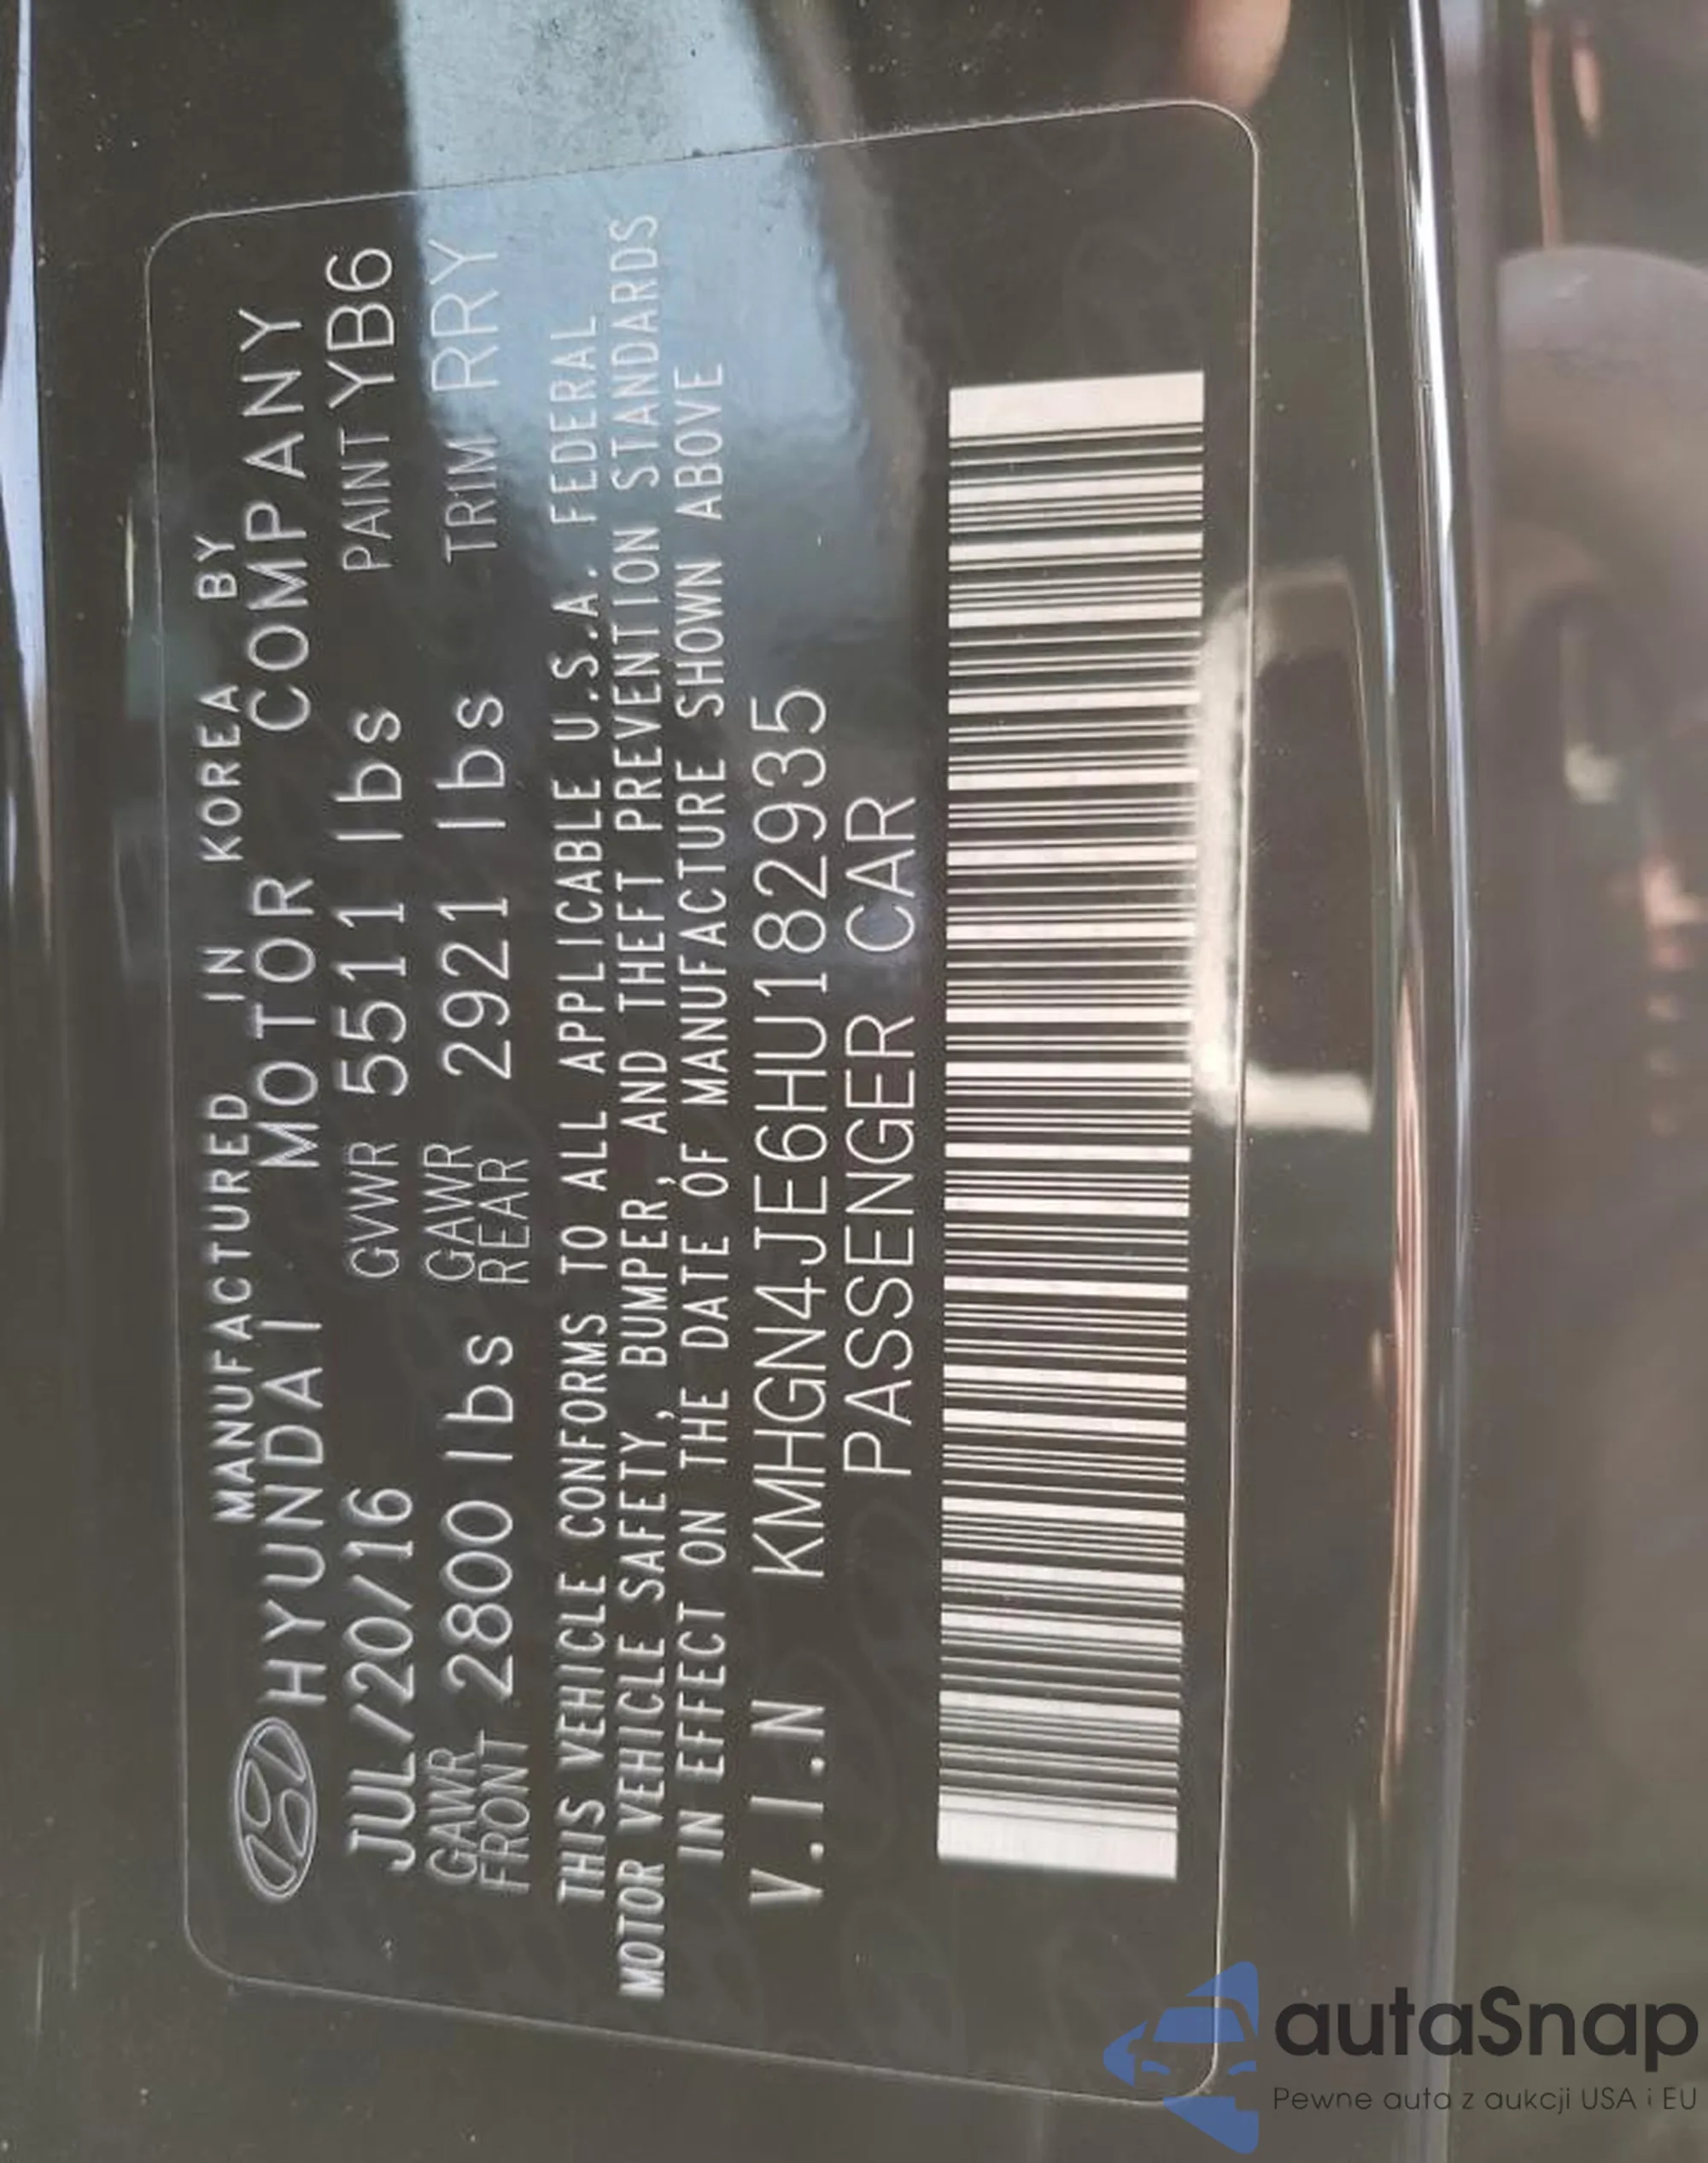 MANUFACTURED IN KOREA BY
HYUNDAI MOTOR COMPANY
JUL/20/16 GVWR 5511 lbs PAINT YB6
GAWR FRONT 2800 lbs GAWR REAR 2921 lbs TRIM RRY
THIS VEHICLE CONFORMS TO ALL APPLICABLE U.S.A. FEDERAL
MOTOR VEHICLE SAFETY, BUMPER, AND THEFT PREVENTION STANDARDS
IN EFFECT ON THE DATE OF MANUFACTURE SHOWN ABOVE
V.I.N KMHGN4JE6HU182935
PASSENGER CAR
autaSnap
Pewne auta z aukcji USA i EU